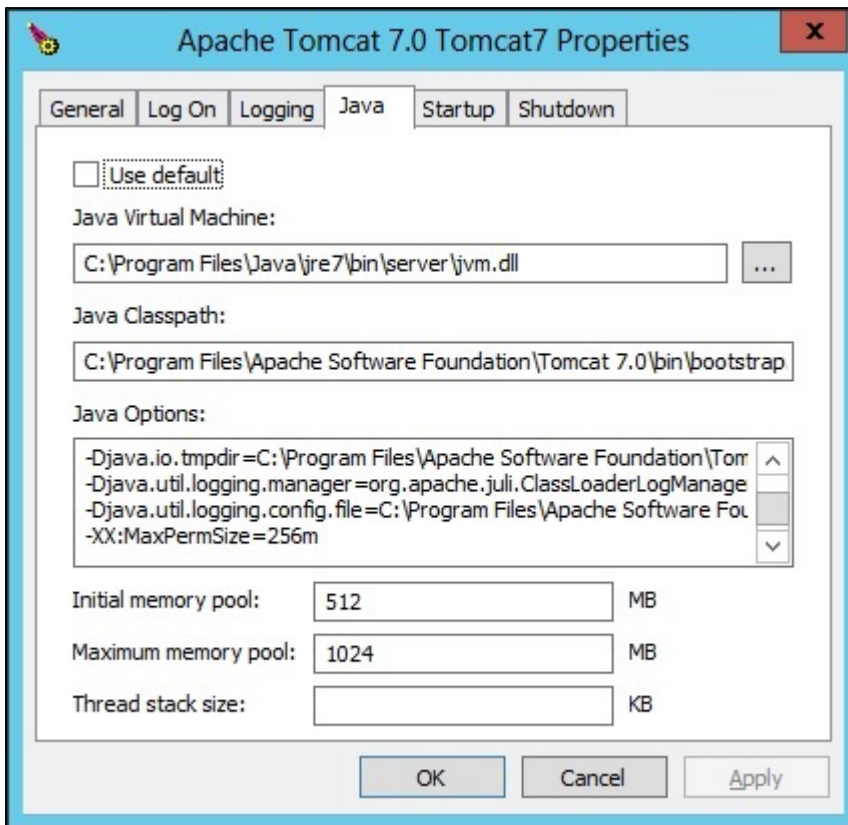 Apache Tomcat 7.0 Tomcat7 Properties
x
General Log On Logging Java Startup Shutdown
Use default
Java Virtual Machine:
C:\Program Files\Java\jre7\bin\server\jvm.dll
...
Java Classpath:
C:\Program Files\Apache Software Foundation\Tomcat 7.0\bin\bootstrap
Java Options:
-Djava.io.tmpdir=C:\Program Files\Apache Software Foundation\Tom
-Djava.util.logging.manager=org.apache.juli.ClassLoaderLogManage
-Djava.util.logging.config.file=C:\Program Files\Apache Software Fou
-XX:MaxPermSize=256m
Initial memory pool: 512 MB
Maximum memory pool: 1024 MB
Thread stack size: KB
OK Cancel Apply